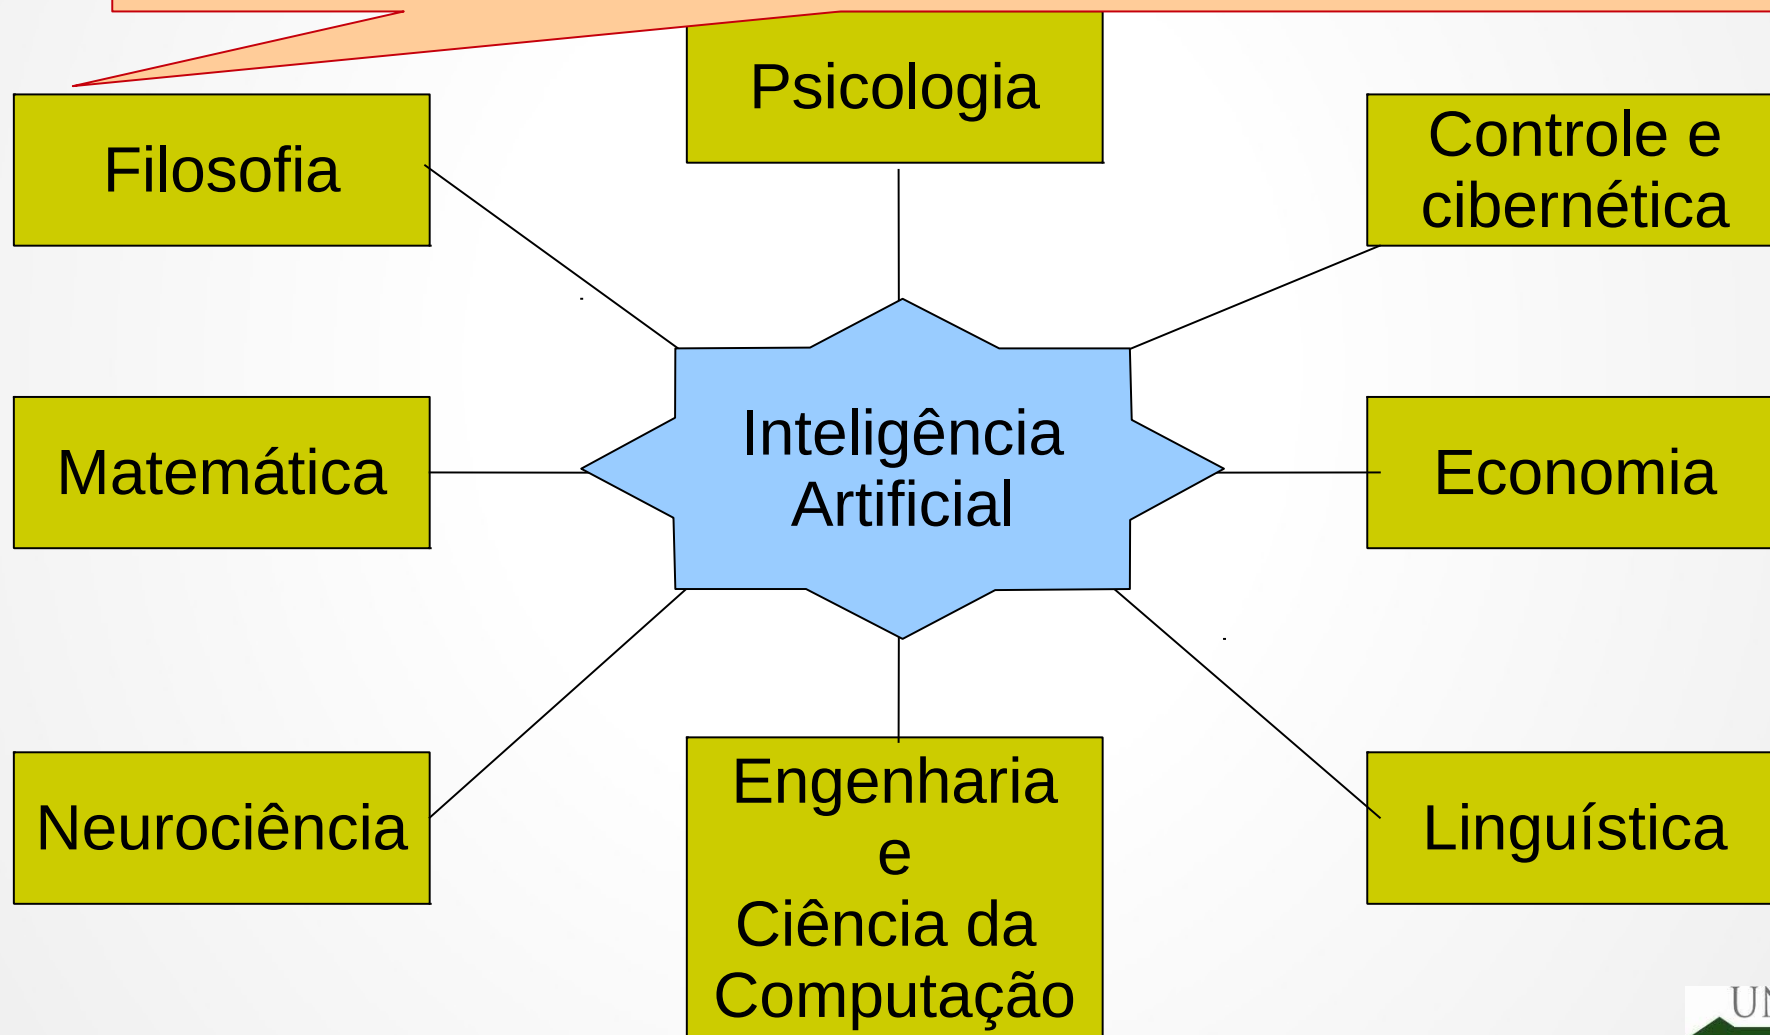 Psicologia
Filosofia
Controle e
cibernética
Inteligência
Artificial
Matemática
Economia
Neurociência
Engenharia
e
Ciência da
Computação
Linguística